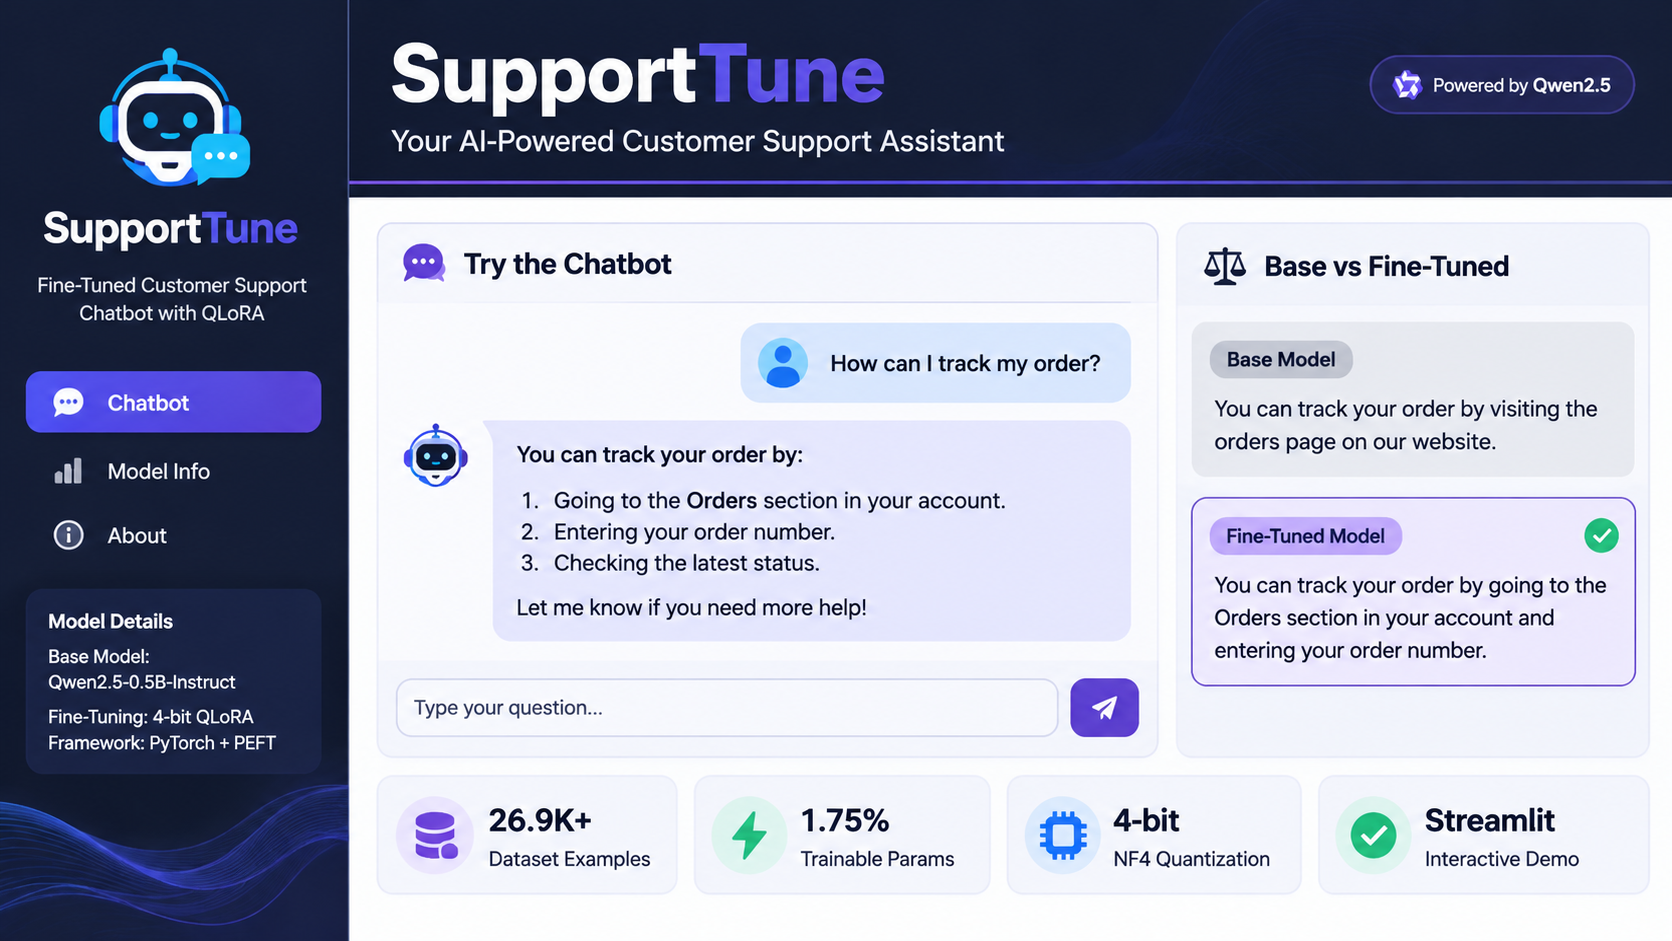 SupportTune
Fine-Tuned Customer Support
Chatbot with QLoRA
Chatbot
Model Info
About
Model Details
Base Model:
Qwen2.5-0.5B-Instruct
Fine-Tuning: 4-bit QLoRA
Framework: PyTorch + PEFT
SupportTune
Your AI-Powered Customer Support Assistant
Powered by Qwen2.5
Try the Chatbot
How can I track my order?
You can track your order by:
1. Going to the Orders section in your account.
2. Entering your order number.
3. Checking the latest status.
Let me know if you need more help!
Type your question...
Base vs Fine-Tuned
Base Model
You can track your order by visiting the
orders page on our website.
Fine-Tuned Model
You can track your order by going to the
Orders section in your account and
entering your order number.
26.9K+
Dataset Examples
1.75%
Trainable Params
4-bit
NF4 Quantization
Streamlit
Interactive Demo